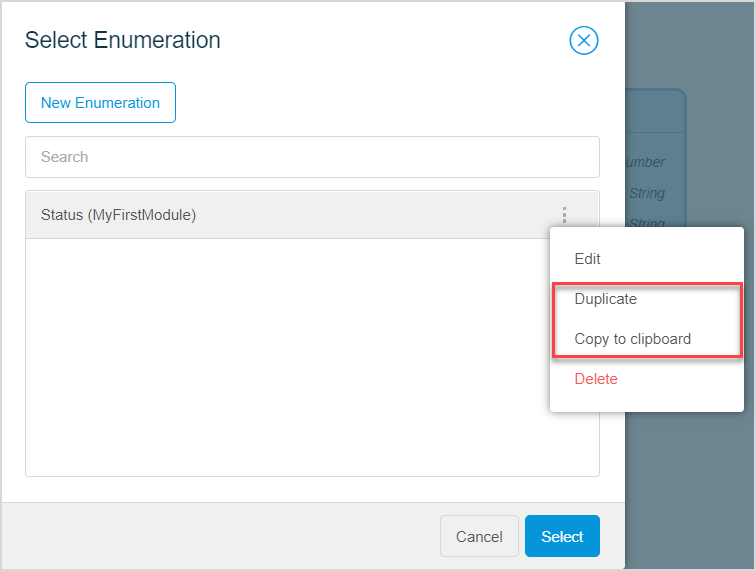 Select Enumeration
New Enumeration
Search
umber
String
Status (MyFirstModule)
String
Edit
Duplicate
Copy to clipboard
Delete
Cancel
Select